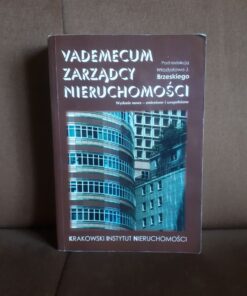 VADEMECUM
ZARZĄDCY
NIERUCHOMOŚCI
Pod redakcją
Władysława J.
Brzeskiego
Wydanie nowe – zmienione i uzupełnione
KRAKOWSKI INSTYTUT NIERUCHOMOŚCI